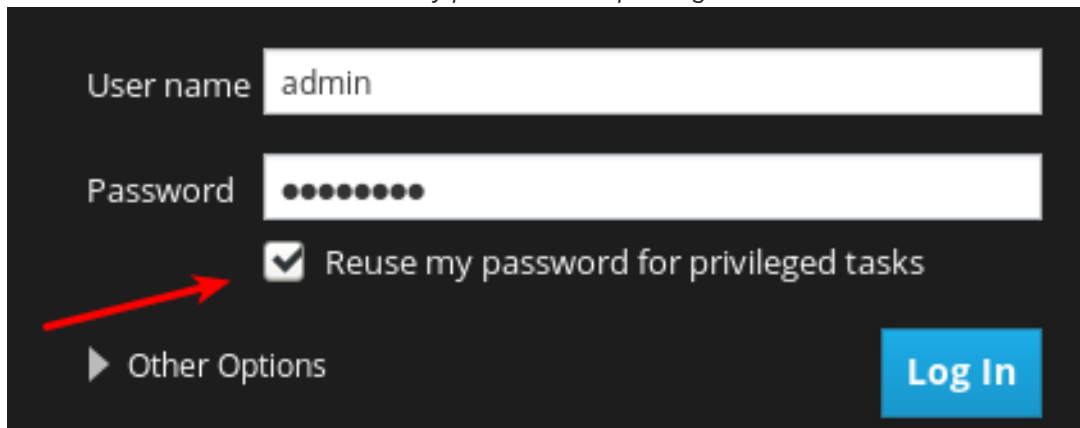 User name admin
Password ●●●●●●●●
Reuse my password for privileged tasks
Other Options
Log In